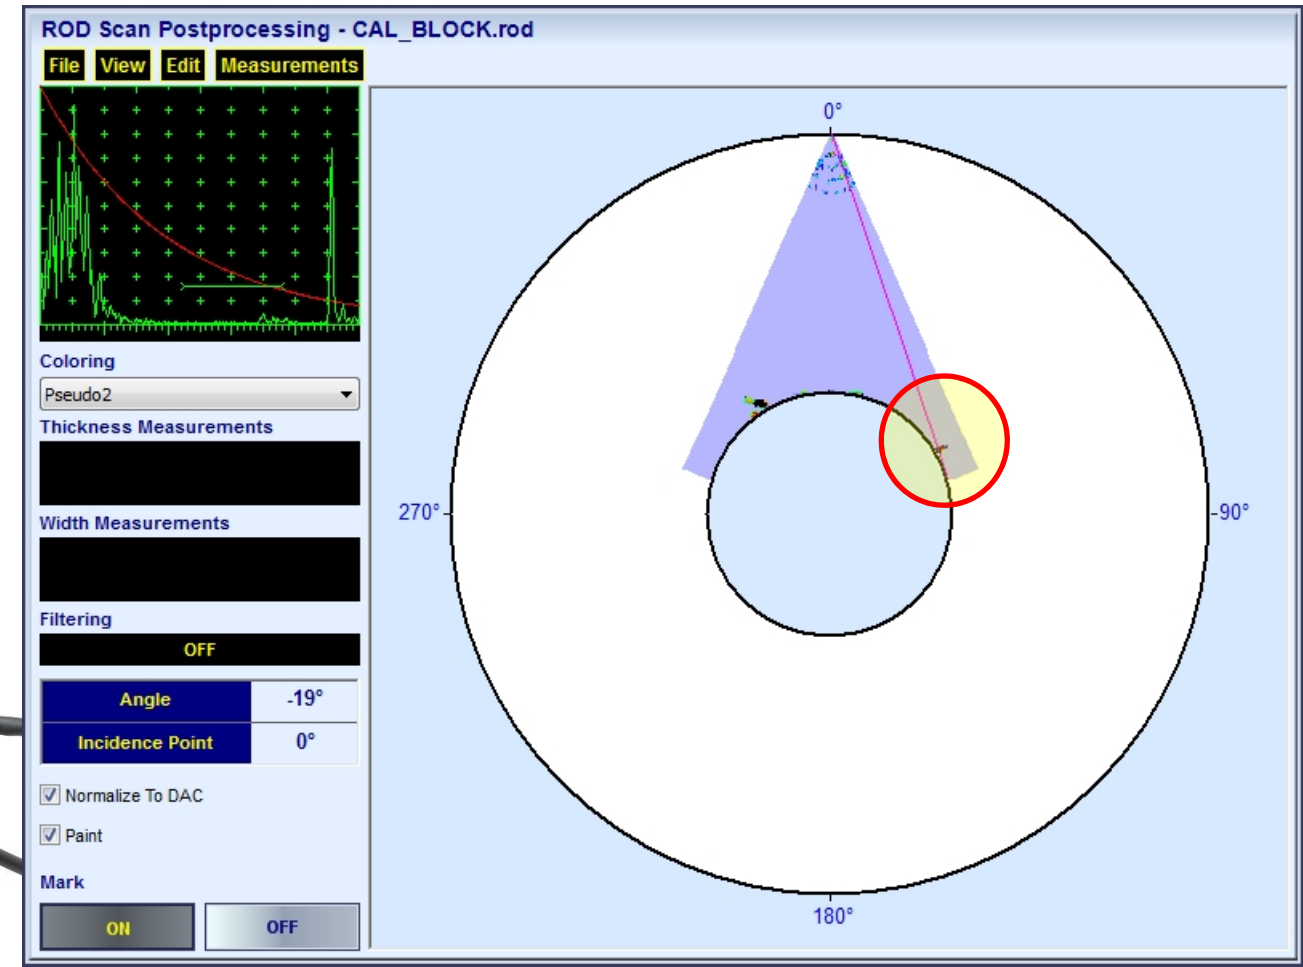 ROD Scan Postprocessing - CAL_BLOCK.rod
File View Edit Measurements
Coloring
Pseudo2
Thickness Measurements
Width Measurements
Filtering
OFF
Angle -19°
Incidence Point 0°
Normalize To DAC
Paint
Mark
ON OFF
0°
270° 90°
180°